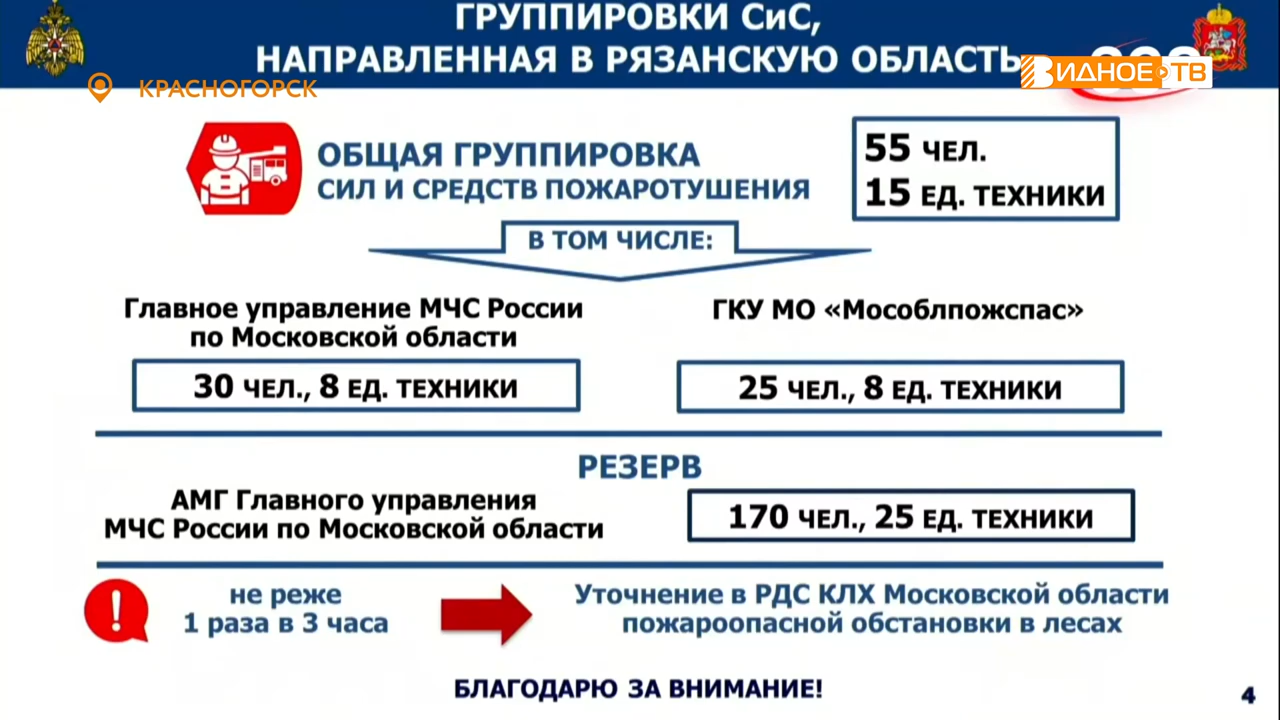 ГРУППИРОВКИ СиС,
НАПРАВЛЕННАЯ В РЯЗАНСКУЮ ОБЛАСТЬ
ВИДНОЕ ТВ
КРАСНОГОРСК
ОБЩАЯ ГРУППИРОВКА
СИЛ И СРЕДСТВ ПОЖАРОТУШЕНИЯ
55 ЧЕЛ.
15 ЕД. ТЕХНИКИ
В ТОМ ЧИСЛЕ:
Главное управление МЧС России
по Московской области
30 ЧЕЛ., 8 ЕД. ТЕХНИКИ
ГКУ МО «Мособлпожспас»
25 ЧЕЛ., 8 ЕД. ТЕХНИКИ
РЕЗЕРВ
АМГ Главного управления
МЧС России по Московской области
170 ЧЕЛ., 25 ЕД. ТЕХНИКИ
не реже
1 раза в 3 часа
Уточнение в РДС КЛХ Московской области
пожароопасной обстановки в лесах
БЛАГОДАРЮ ЗА ВНИМАНИЕ!
4